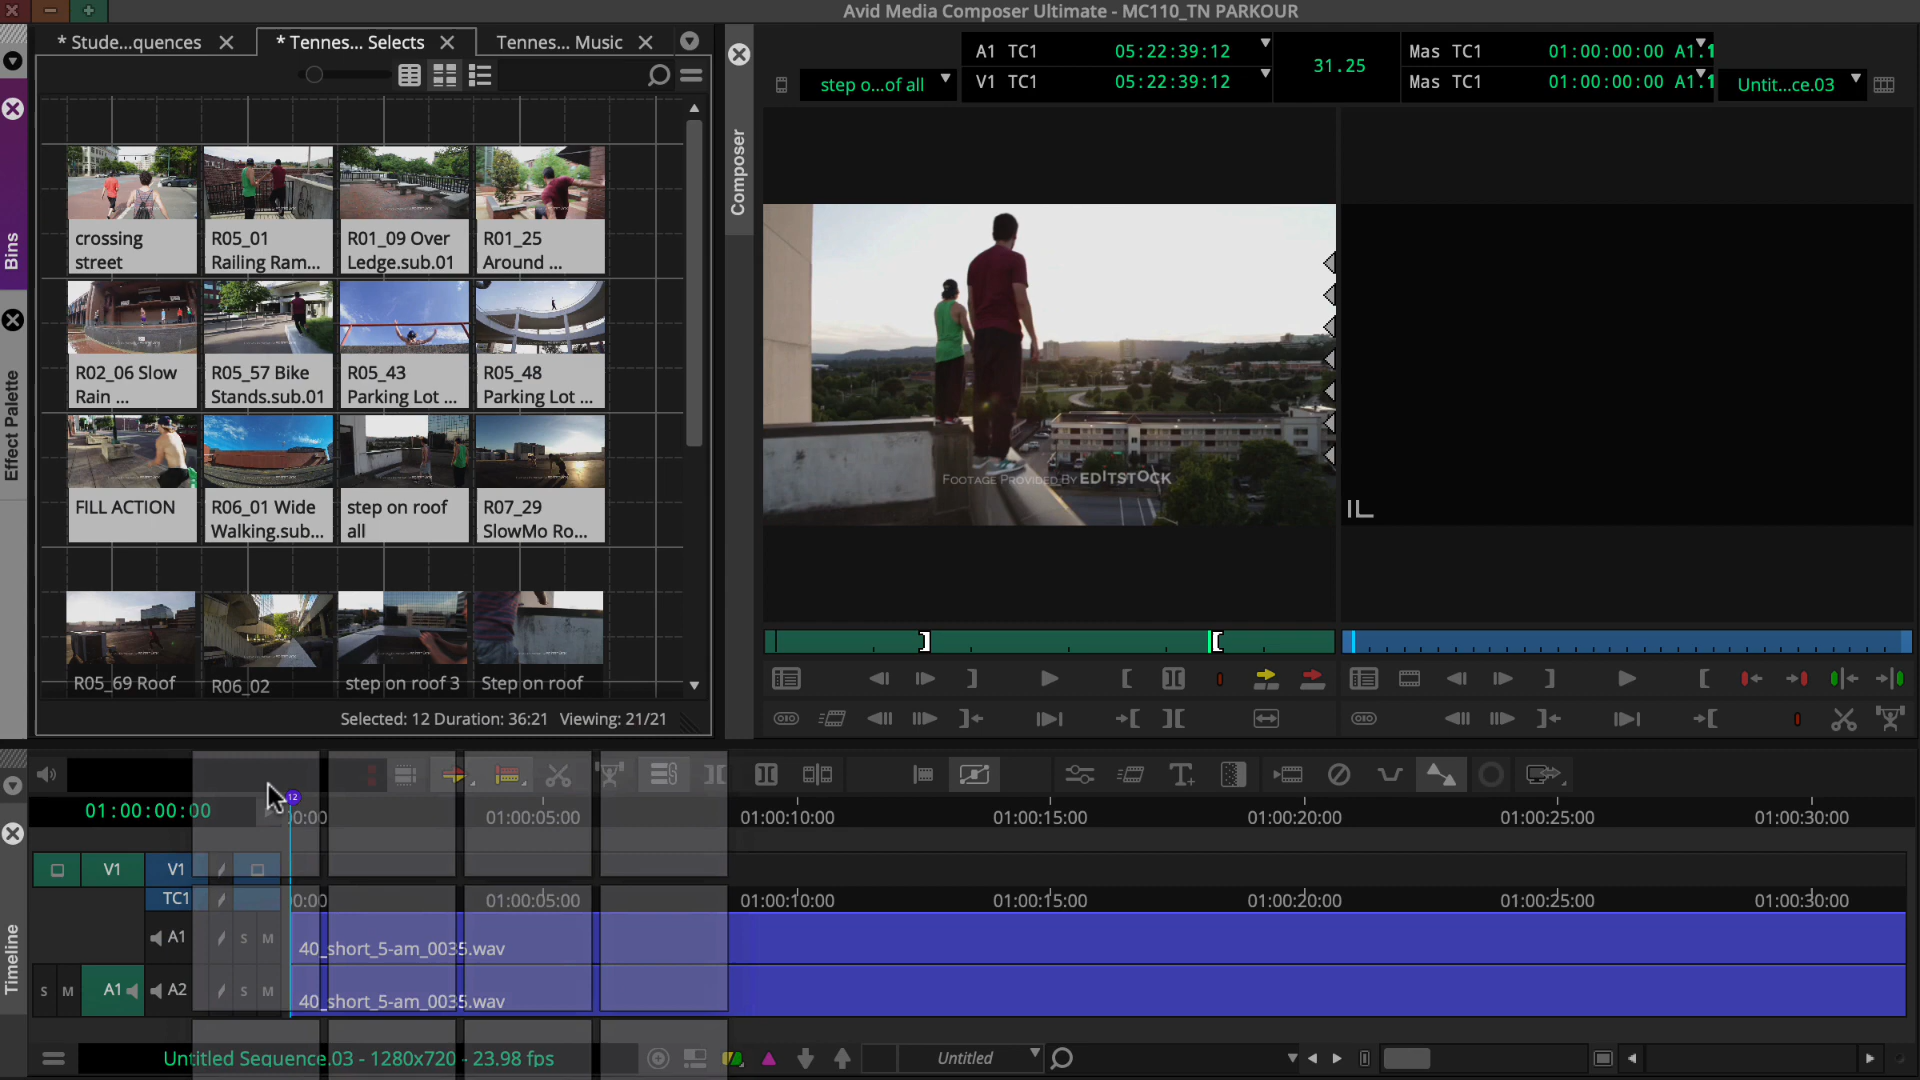 Avid Media Composer Ultimate - MC110_TN PARKOUR
* Stude...quences
* Tennes... Selects
Tennes... Music
Bins
Effect Palette
Composer
Timeline
crossing
street
R05_01
Railing Ram...
R01_09 Over
Ledge.sub.01
R01_25
Around ...
R02_06 Slow
Rain ...
R05_57 Bike
Stands.sub.01
R05_43
Parking Lot ...
R05_48
Parking Lot ...
FILL ACTION
R06_01 Wide
Walking.sub...
step on roof
all
R07_29
SlowMo Ro...
R05_69 Roof
R06_02
step on roof 3
Step on roof
Selected: 12 Duration: 36:21 Viewing: 21/21
step o...of all
A1 TC1 05:22:39:12
V1 TC1 05:22:39:12
31.25
Mas TC1 01:00:00:00 A1.1
Mas TC1 01:00:00:00 A1.1
Untit...ce.03
FOOTAGE PROVIDED BY EDITSTOCK
12
01:00:00:00
00:00 01:00:05:00 01:00:10:00 01:00:15:00 01:00:20:00 01:00:25:00 01:00:30:00
V1 V1
TC1
00:00 01:00:05:00 01:00:10:00 01:00:15:00 01:00:20:00 01:00:25:00 01:00:30:00
A1 S M
40_short_5-am_0035.wav
S M A1 A2 S M
40_short_5-am_0035.wav
Untitled Sequence.03 - 1280x720 - 23.98 fps
Untitled